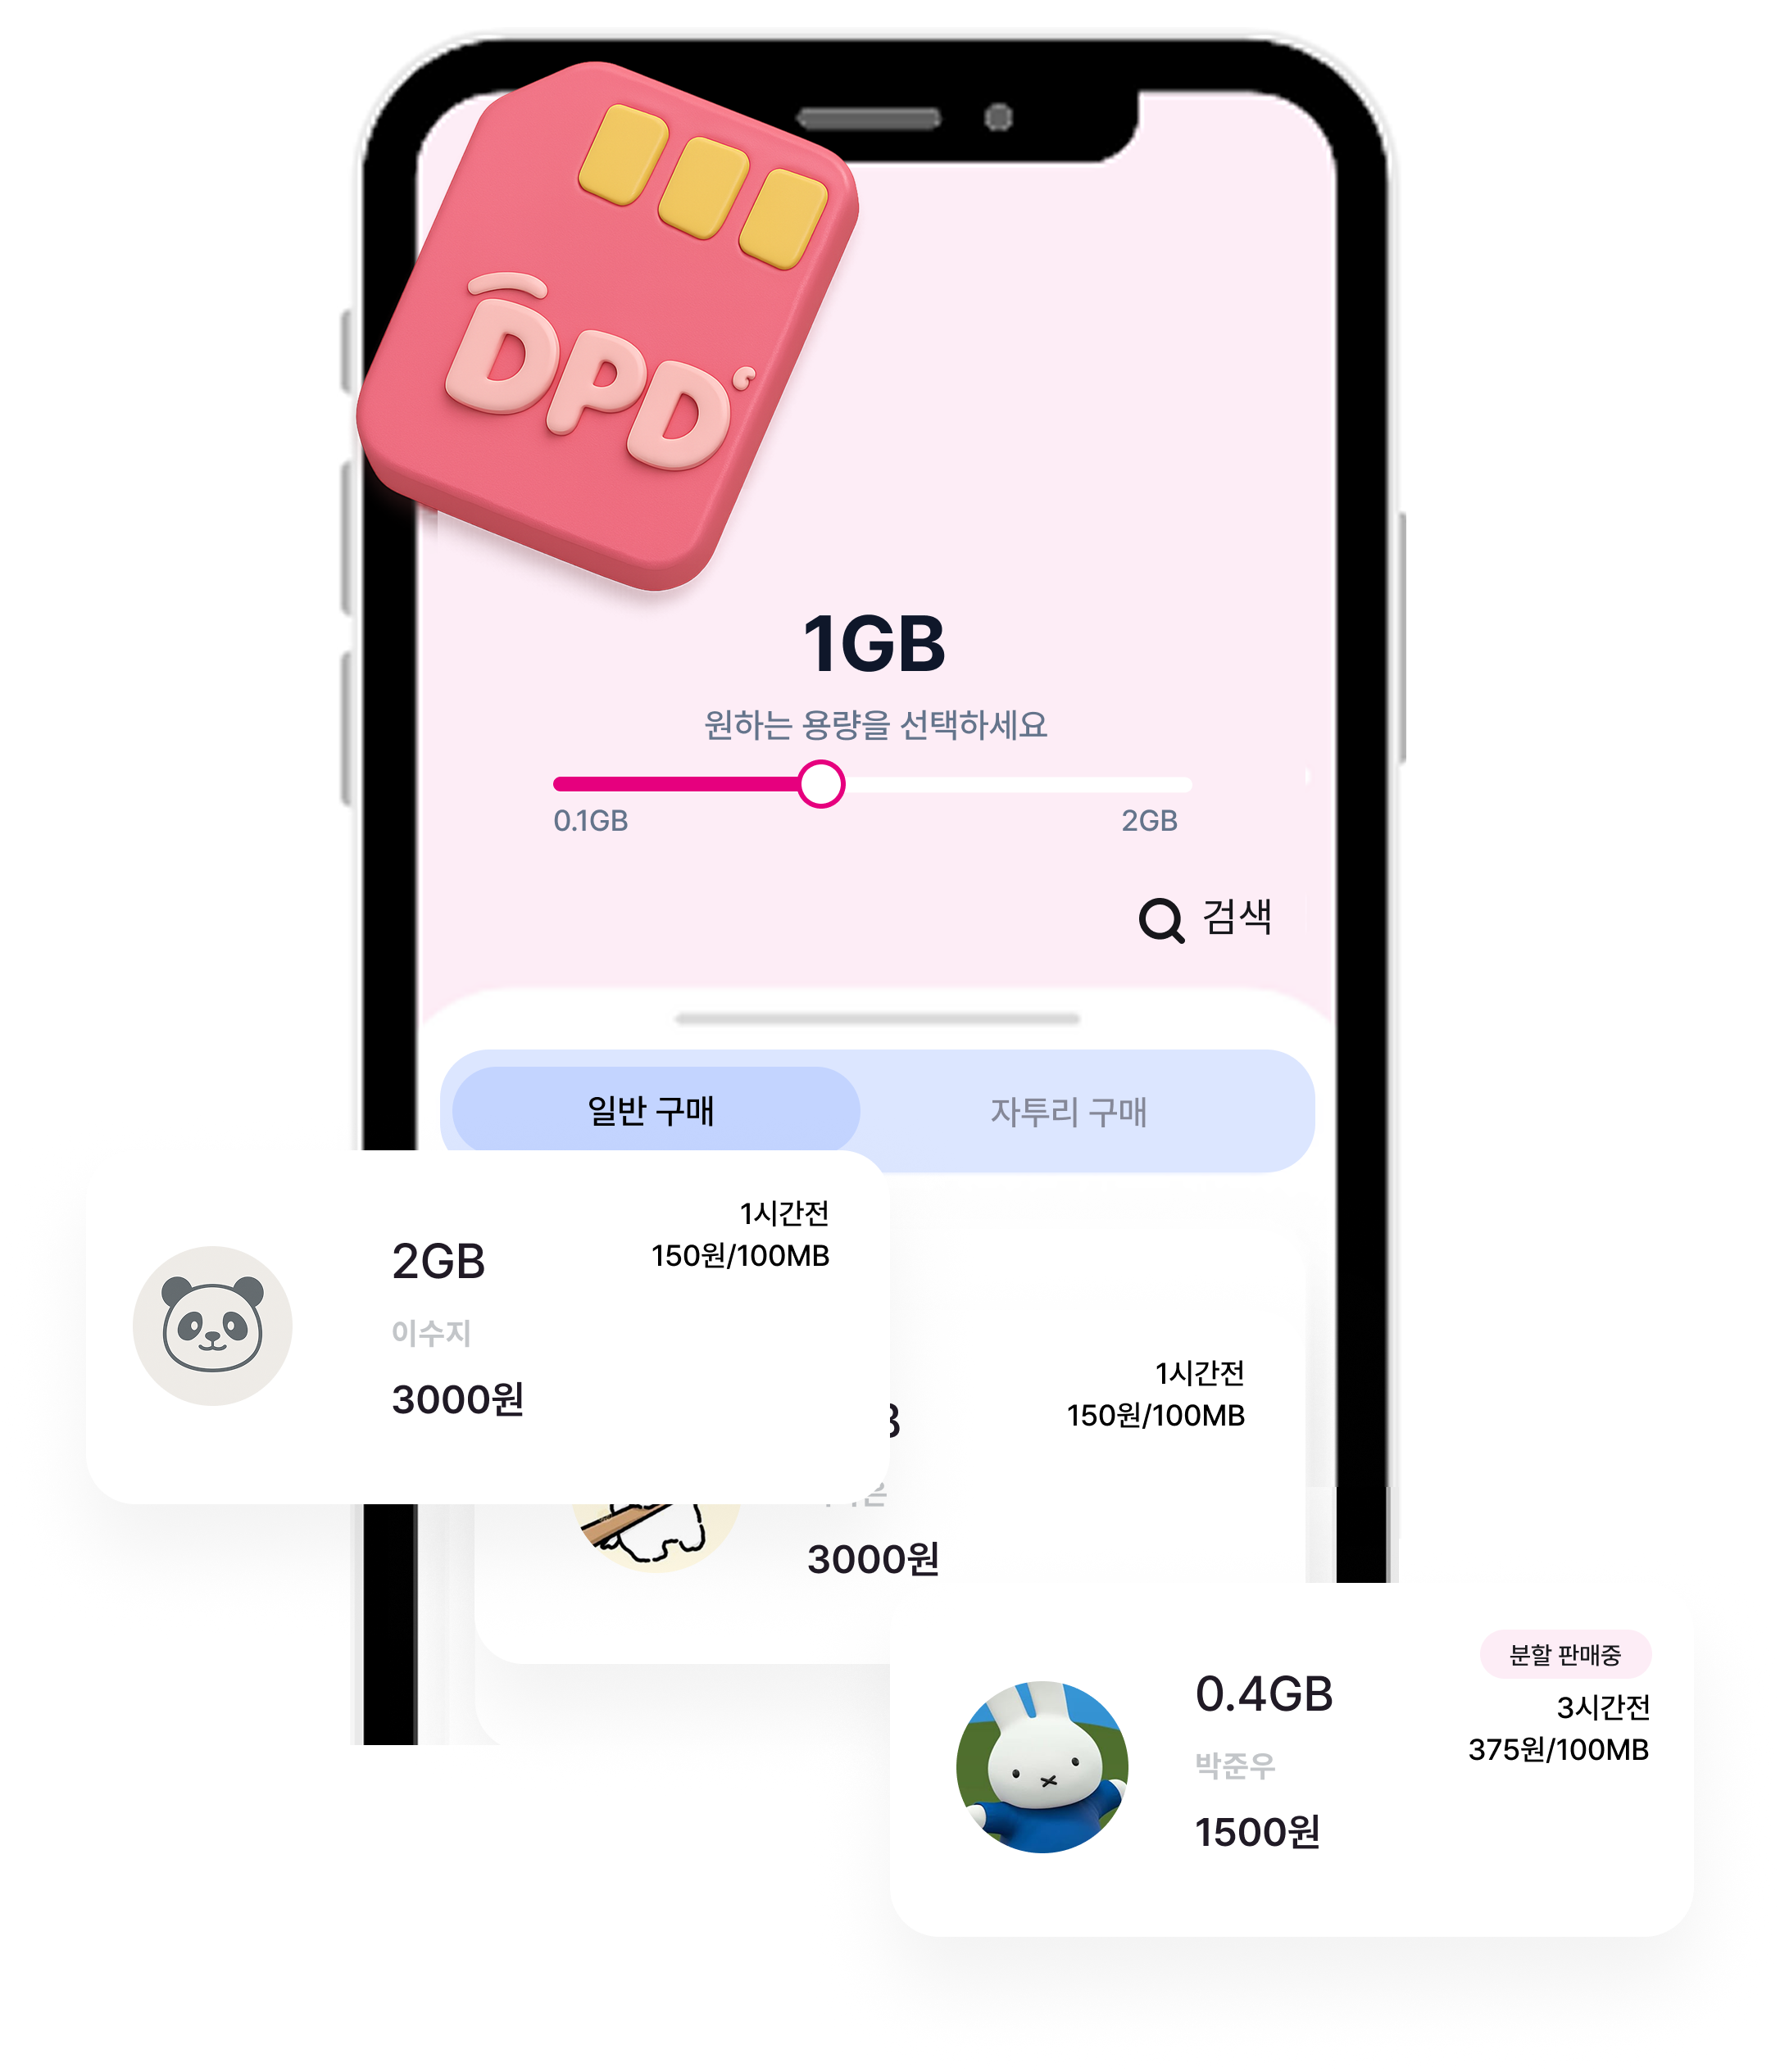 DPD
1GB
원하는 용량을 선택하세요
0.1GB 2GB
검색
일반 구매 자투리 구매
1시간전
2GB 150원/100MB
이수지
3000원
1시간전
150원/100MB
3000원
분할 판매중
0.4GB 3시간전
375원/100MB
박준우
1500원